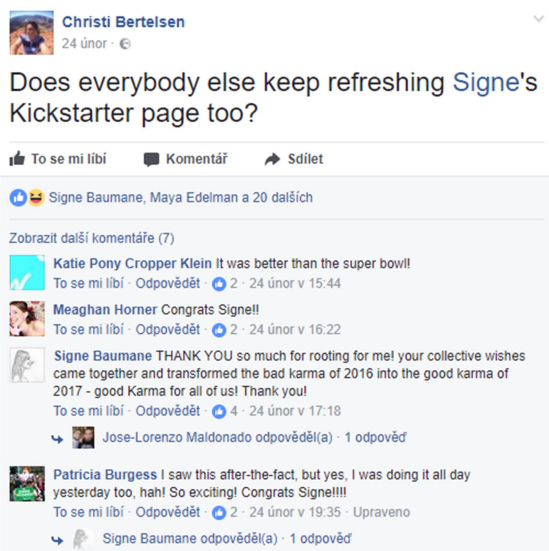 Christi Bertelsen
24 únor ·
Does everybody else keep refreshing Signe's
Kickstarter page too?
To se mi líbí Komentář Sdílet
Signe Baumane, Maya Edelman a 20 dalších
Zobrazit další komentáře (7)
Katie Pony Cropper Klein It was better than the super bowl!
To se mi líbí · Odpovědět · 2 · 24 únor v 15:44
Meaghan Horner Congrats Signe!!
To se mi líbí · Odpovědět · 2 · 24 únor v 16:22
Signe Baumane THANK YOU so much for rooting for me! your collective wishes
came together and transformed the bad karma of 2016 into the good karma of
2017 - good Karma for all of us! Thank you!
To se mi líbí · Odpovědět · 4 · 24 únor v 17:18
Jose-Lorenzo Maldonado odpověděl(a) · 1 odpověď
Patricia Burgess I saw this after-the-fact, but yes, I was doing it all day
yesterday too, hah! So exciting! Congrats Signe!!!!
To se mi líbí · Odpovědět · 2 · 24 únor v 19:35 · Upraveno
Signe Baumane odpověděl(a) · 1 odpověď